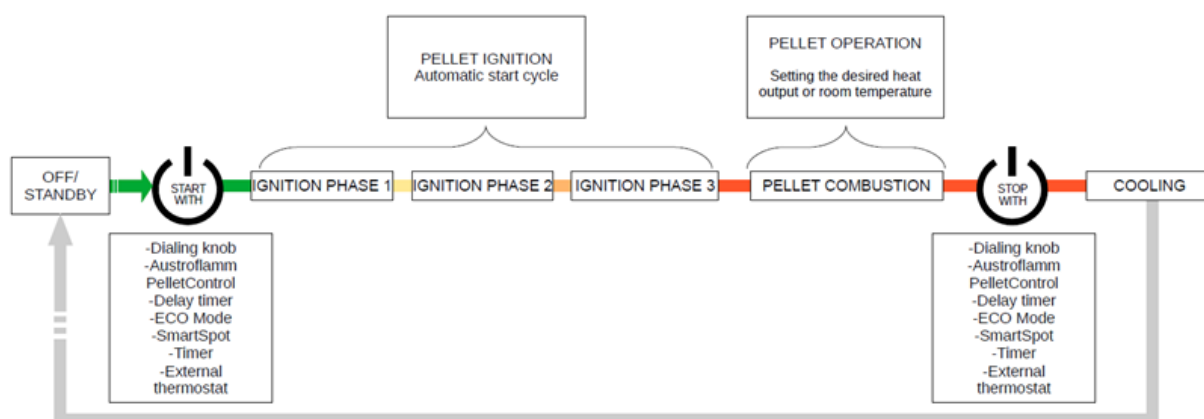 PELLET IGNITION
Automatic start cycle
PELLET OPERATION
Setting the desired heat
output or room temperature
OFF/
STANDBY
START
WITH
IGNITION PHASE 1
IGNITION PHASE 2
IGNITION PHASE 3
PELLET COMBUSTION
STOP
WITH
COOLING
-Dialing knob
-Austroflamm
PelletControl
-Delay timer
-ECO Mode
-SmartSpot
-Timer
-External
thermostat
-Dialing knob
-Austroflamm
PelletControl
-Delay timer
-ECO Mode
-SmartSpot
-Timer
-External
thermostat